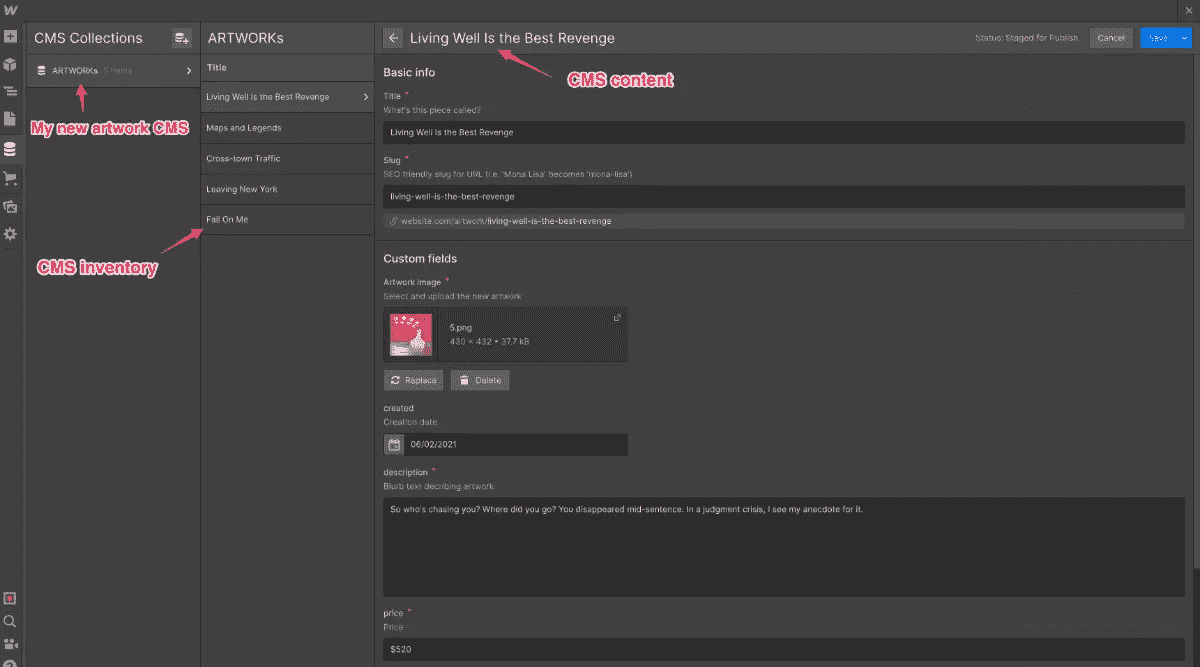 CMS Collections
ARTWORKs
Living Well Is the Best Revenge
Status: Staged for Publish
Cancel
Save
ARTWORKs
items
Title
Basic info
CMS content
Living Well Is the Best Revenge
Title *
What's this piece called?
My new artwork CMS
Maps and Legends
Living Well Is the Best Revenge
Cross-town Traffic
Slug *
SEO friendly slug for URL (i.e. 'Mona Lisa' becomes 'mona-lisa')
Leaving New York
living-well-is-the-best-revenge
Fall On Me
website.com/artwork/living-well-is-the-best-revenge
CMS inventory
Custom fields
Artwork image *
Select and upload the new artwork
5.png
430 × 432 • 37.7 kB
Replace
Delete
created
Creation date
06/02/2021
description *
Blurb text decribing artwork
So who's chasing you? Where did you go? You disappeared mid-sentence. In a judgment crisis, I see my anecdote for it.
price *
Price
$520